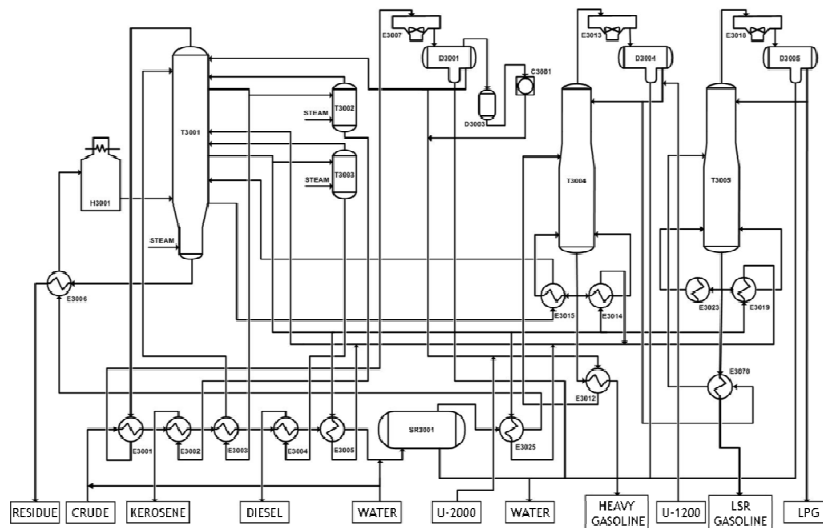 E3007
D3001
C3001
D3003
E3013
D3004
E3018
D3005
T3001
T3002
STEAM
T3003
STEAM
H3001
STEAM
E3006
T3004
T3005
E3015
E3014
E3023
E3019
E3012
E3070
E3001
E3002
E3003
E3004
E3005
SR3001
E3025
RESIDUE
CRUDE
KEROSENE
DIESEL
WATER
U-2000
WATER
HEAVY
GASOLINE
U-1200
LSR
GASOLINE
LPG